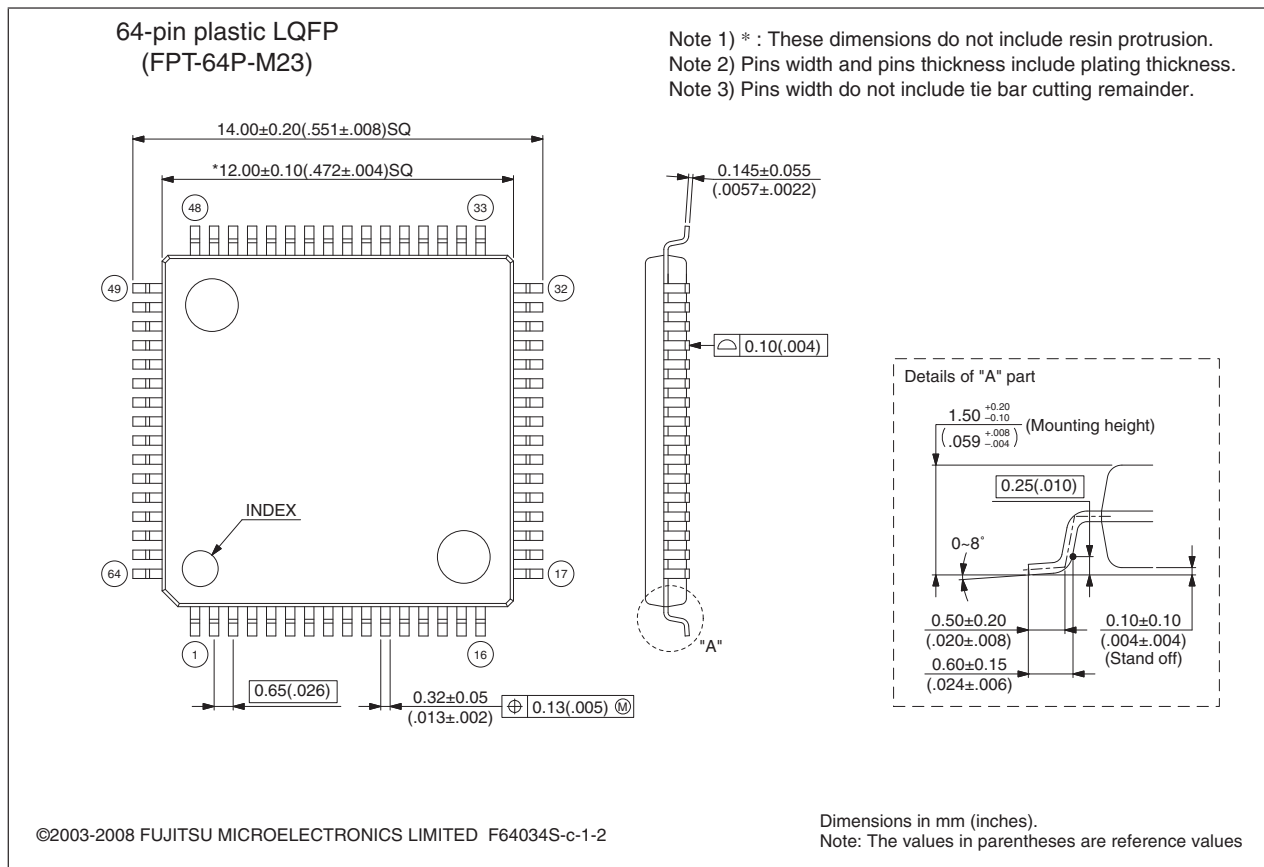 64-pin plastic LQFP
(FPT-64P-M23)
Note 1) * : These dimensions do not include resin protrusion.
Note 2) Pins width and pins thickness include plating thickness.
Note 3) Pins width do not include tie bar cutting remainder.
14.00±0.20(.551±.008)SQ
*12.00±0.10(.472±.004)SQ
0.145±0.055
(.0057±.0022)
48
33
49
32
0.10(.004)
Details of "A" part
1.50 +0.20 −0.10 (Mounting height)
(.059 +.008 −.004)
0.25(.010)
INDEX
0~8°
64
17
0.50±0.20
(.020±.008)
0.10±0.10
(.004±.004)
(Stand off)
1
16
"A"
0.60±0.15
(.024±.006)
0.65(.026)
0.32±0.05
(.013±.002)
⌖ 0.13(.005) Ⓜ
©2003-2008 FUJITSU MICROELECTRONICS LIMITED F64034S-c-1-2
Dimensions in mm (inches).
Note: The values in parentheses are reference values